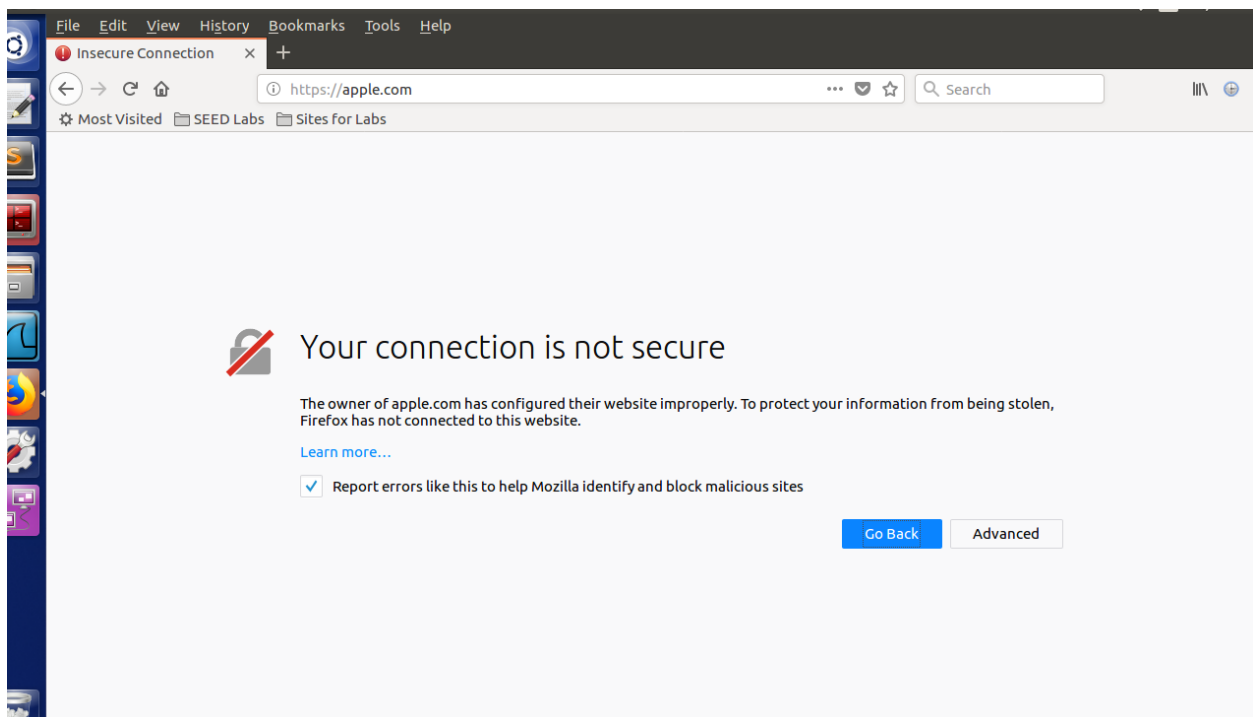 File Edit View History Bookmarks Tools Help
Insecure Connection
https://apple.com
Search
Most Visited SEED Labs Sites for Labs
Your connection is not secure
The owner of apple.com has configured their website improperly. To protect your information from being stolen,
Firefox has not connected to this website.
Learn more…
Report errors like this to help Mozilla identify and block malicious sites
Go Back Advanced